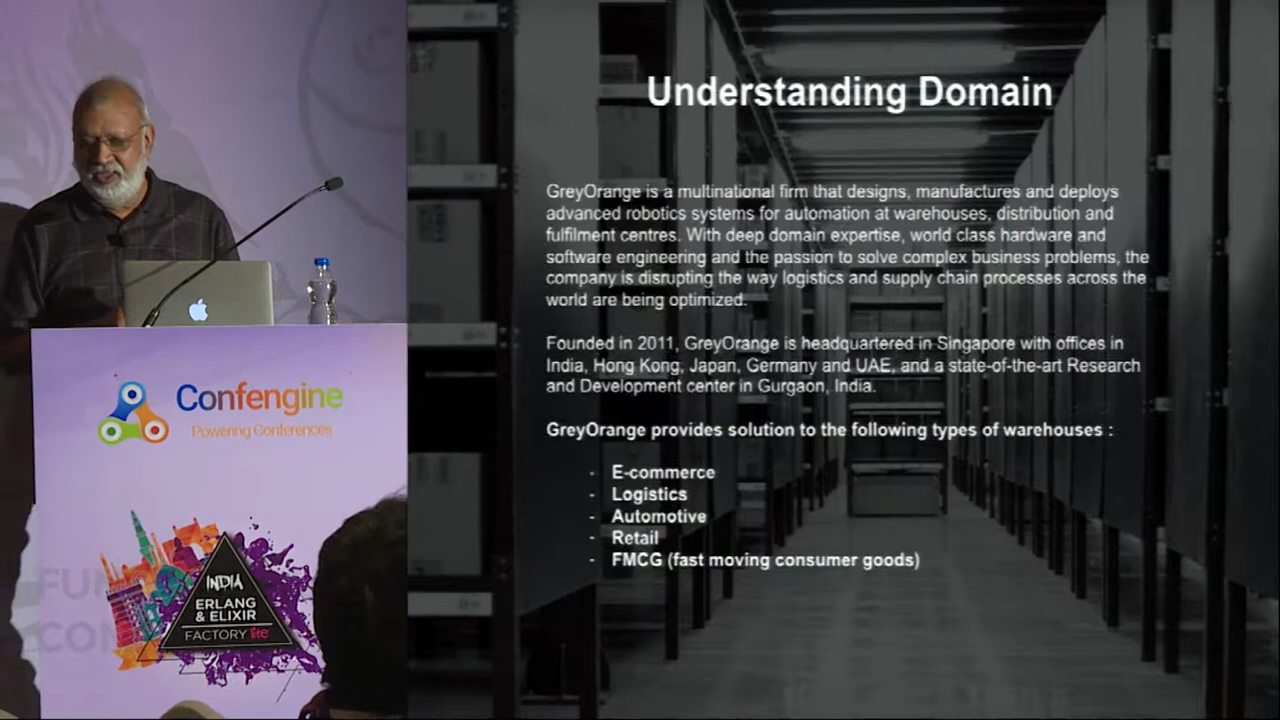 Understanding Domain
GreyOrange is a multinational firm that designs, manufactures and deploys
advanced robotics systems for automation at warehouses, distribution and
fulfilment centres. With deep domain expertise, world class hardware and
software engineering and the passion to solve complex business problems, the
company is disrupting the way logistics and supply chain processes across the
world are being optimized.
Founded in 2011, GreyOrange is headquartered in Singapore with offices in
India, Hong Kong, Japan, Germany and UAE, and a state-of-the-art Research
and Development center in Gurgaon, India.
GreyOrange provides solution to the following types of warehouses :
- E-commerce
- Logistics
- Automotive
- Retail
- FMCG (fast moving consumer goods)
Confengine
Powering Conferences
INDIA
ERLANG
& ELIXIR
FACTORY lite